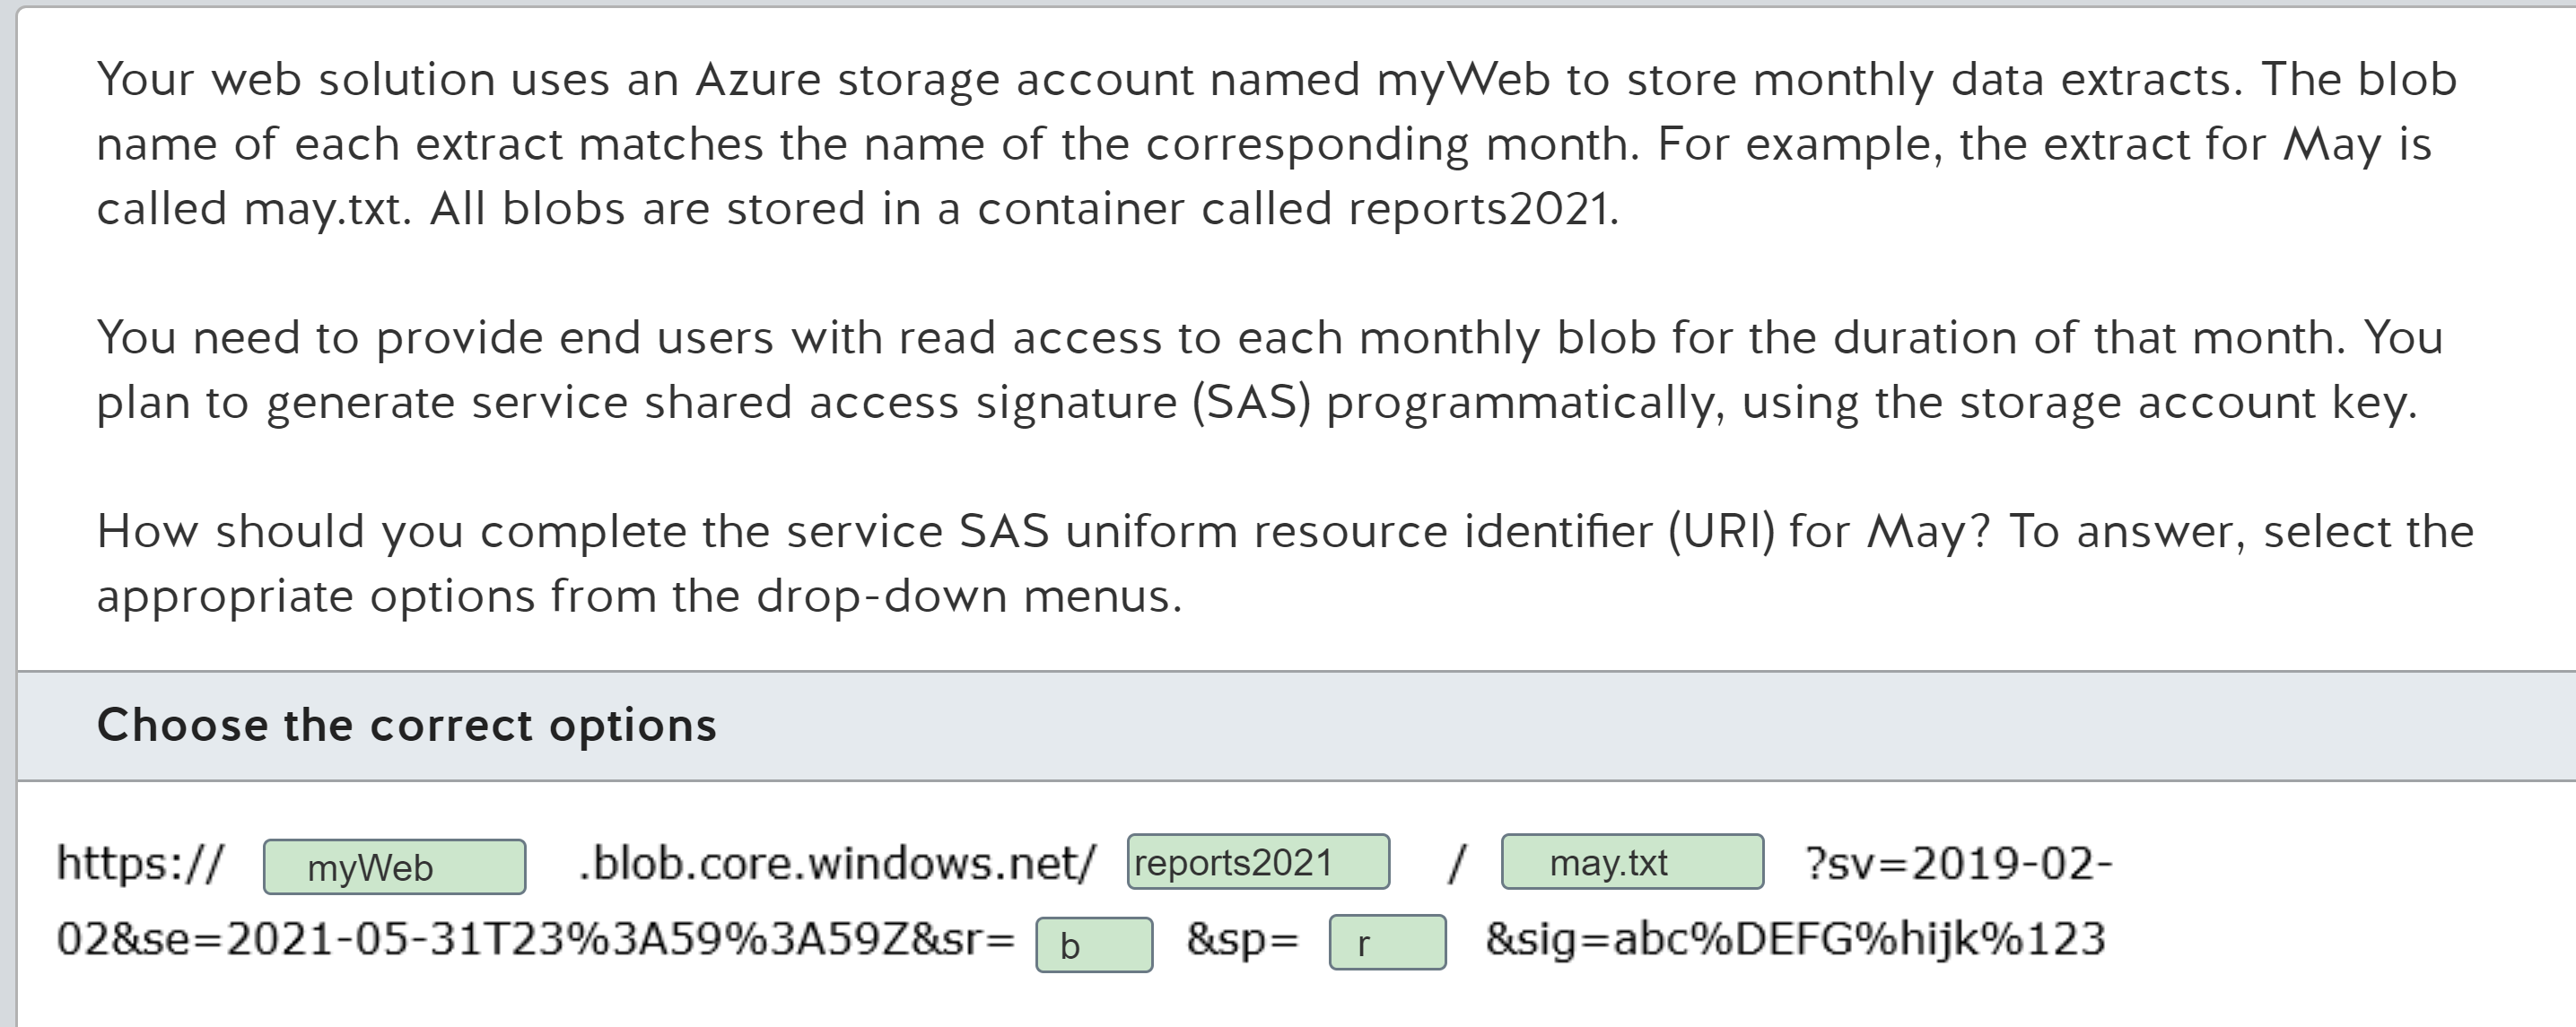 Your web solution uses an Azure storage account named myWeb to store monthly data extracts. The blob
name of each extract matches the name of the corresponding month. For example, the extract for May is
called may.txt. All blobs are stored in a container called reports2021.
You need to provide end users with read access to each monthly blob for the duration of that month. You
plan to generate service shared access signature (SAS) programmatically, using the storage account key.
How should you complete the service SAS uniform resource identifier (URI) for May? To answer, select the
appropriate options from the drop-down menus.
Choose the correct options
https:// myWeb .blob.core.windows.net/ reports2021 / may.txt ?sv=2019-02-
02&se=2021-05-31T23%3A59%3A59Z&sr= b &sp= r &sig=abc%DEFG%hijk%123